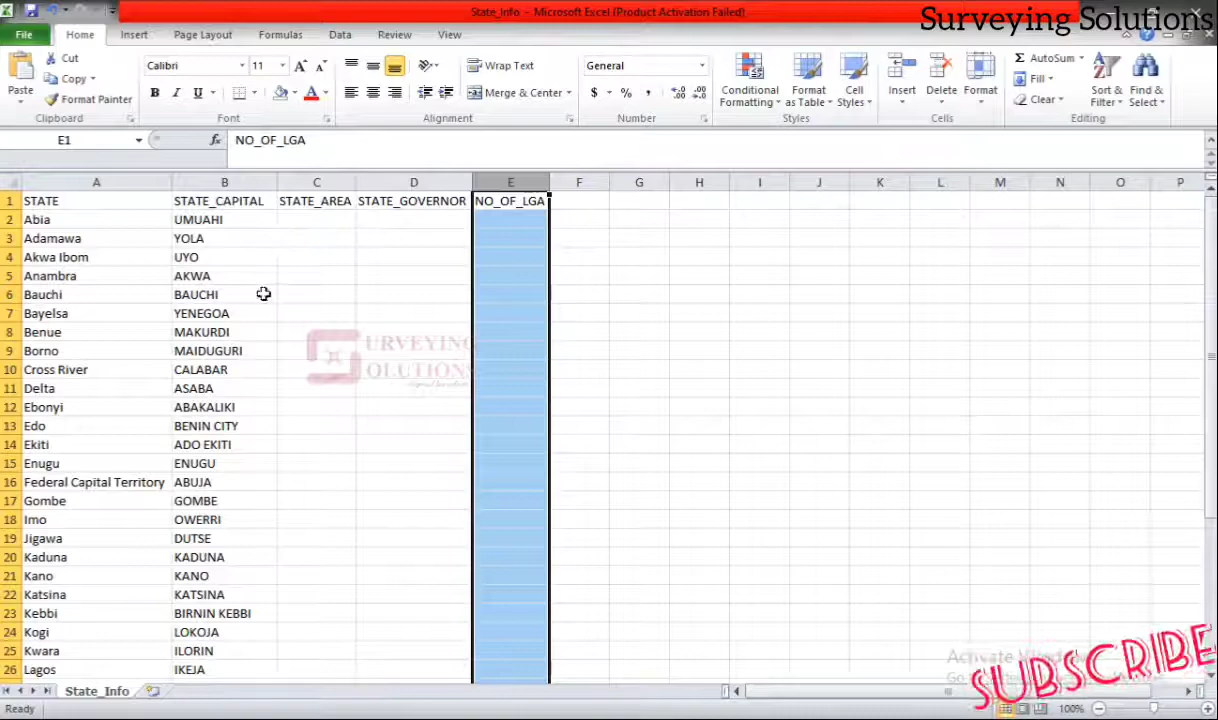 State_Info - Microsoft Excel (Product Activation Failed)
Surveying Solutions
File Home Insert Page Layout Formulas Data Review View
Paste
Cut
Copy
Format Painter
Clipboard
Calibri 11
B I U
Font
Wrap Text
Merge & Center
Alignment
General
$ % ,
Number
Conditional Formatting
Format as Table
Cell Styles
Styles
Insert
Delete
Format
Cells
AutoSum
Fill
Clear
Sort & Filter
Find & Select
Editing
E1 fx NO_OF_LGA
A B C D E F G H I J K L M N O P
1 STATE STATE_CAPITAL STATE_AREA STATE_GOVERNOR NO_OF_LGA
2 Abia UMUAHI
3 Adamawa YOLA
4 Akwa Ibom UYO
5 Anambra AKWA
6 Bauchi BAUCHI
7 Bayelsa YENEGOA
8 Benue MAKURDI
9 Borno MAIDUGURI
10 Cross River CALABAR
11 Delta ASABA
12 Ebonyi ABAKALIKI
13 Edo BENIN CITY
14 Ekiti ADO EKITI
15 Enugu ENUGU
16 Federal Capital Territory ABUJA
17 Gombe GOMBE
18 Imo OWERRI
19 Jigawa DUTSE
20 Kaduna KADUNA
21 Kano KANO
22 Katsina KATSINA
23 Kebbi BIRNIN KEBBI
24 Kogi LOKOJA
25 Kwara ILORIN
26 Lagos IKEJA
URVEYING
OLUTIONS
Activate Windows
SUBSCRIBE
State_Info
Ready 100%